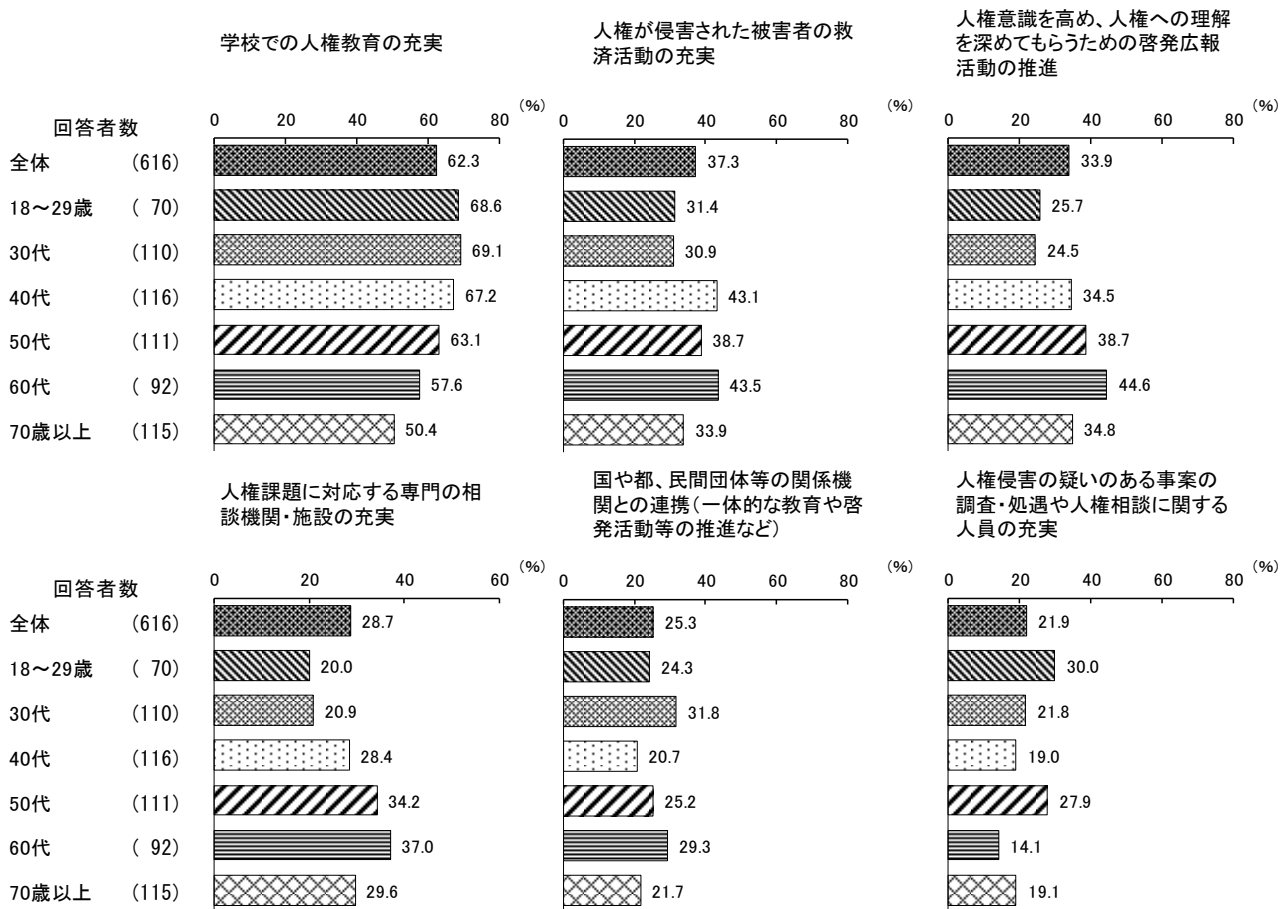 学校での人権教育の充実
人権が侵害された被害者の救
済活動の充実
人権意識を高め、人権への理解
を深めてもらうための啓発広報
活動の推進
(%) (%) (%)
回答者数 0 20 40 60 80 0 20 40 60 80 0 20 40 60 80
全体 (616) 62.3 37.3 33.9
18～29歳 ( 70) 68.6 31.4 25.7
30代 (110) 69.1 30.9 24.5
40代 (116) 67.2 43.1 34.5
50代 (111) 63.1 38.7 38.7
60代 ( 92) 57.6 43.5 44.6
70歳以上 (115) 50.4 33.9 34.8
人権課題に対応する専門の相
談機関・施設の充実
国や都、民間団体等の関係機
関との連携（一体的な教育や啓
発活動等の推進など）
人権侵害の疑いのある事案の
調査・処遇や人権相談に関する
人員の充実
(%) (%) (%)
回答者数 0 20 40 60 0 20 40 60 80 0 20 40 60 80
全体 (616) 28.7 25.3 21.9
18～29歳 ( 70) 20.0 24.3 30.0
30代 (110) 20.9 31.8 21.8
40代 (116) 28.4 20.7 19.0
50代 (111) 34.2 25.2 27.9
60代 ( 92) 37.0 29.3 14.1
70歳以上 (115) 29.6 21.7 19.1